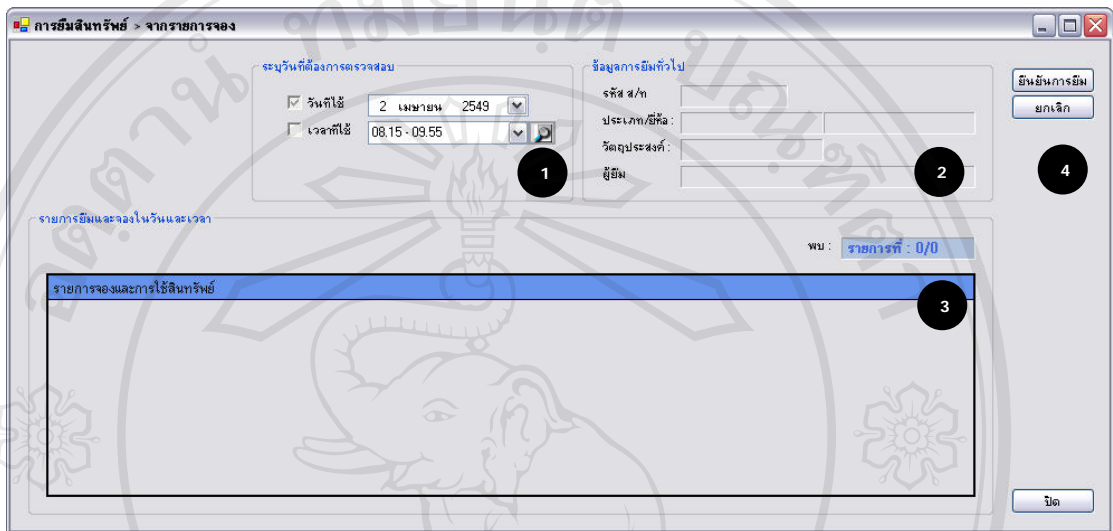 การยืมสินทรัพย์ > จากรายการจอง
ระบุวันที่ต้องการตรวจสอบ
วันที่ใช้ 2 เมษายน 2549
เวลาที่ใช้ 08.15 - 09.55
1
ข้อมูลการยืมทั่วไป
รหัส ส/ท
ประเภท/ยี่ห้อ :
วัตถุประสงค์ :
ผู้ยืม
2
ยืนยันการยืม
ยกเลิก
4
รายการยืมและจองในวันและเวลา
พบ : รายการที่ : 0/0
รายการจองและการใช้สินทรัพย์
3
ปิด